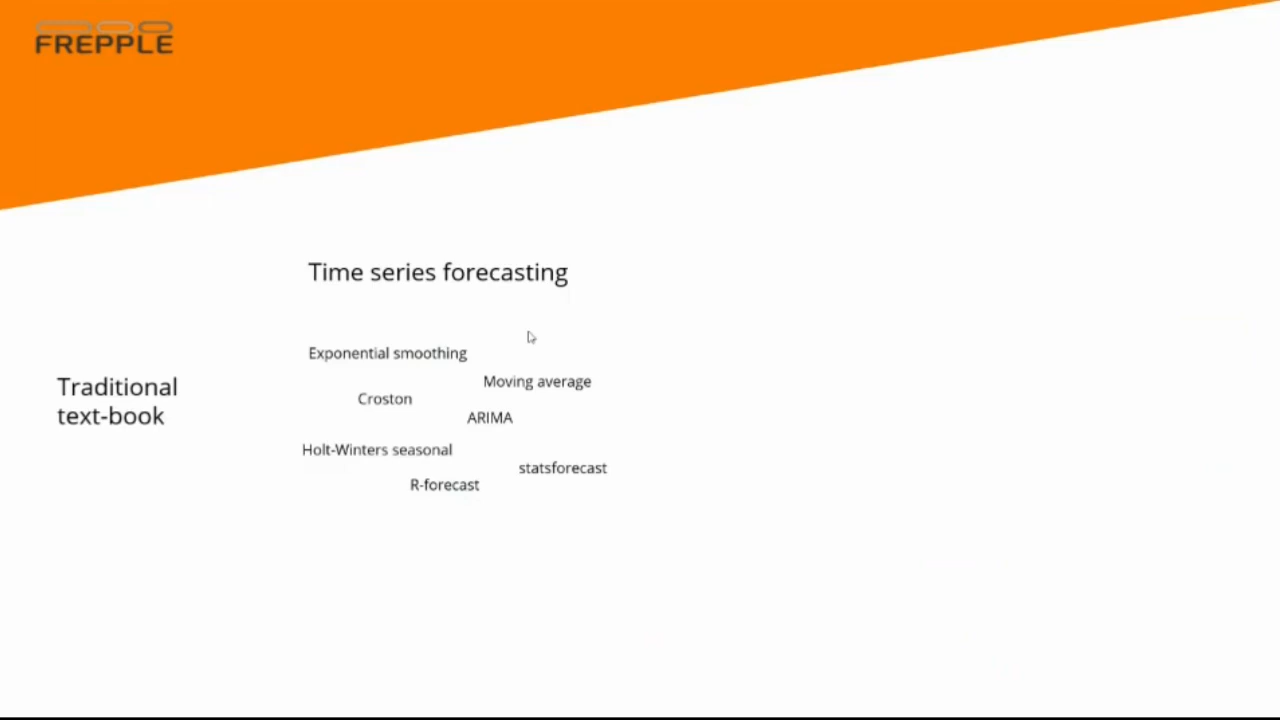 FREPPLE
Time series forecasting
Exponential smoothing
Moving average
Traditional
text-book
Croston
ARIMA
Holt-Winters seasonal
statsforecast
R-forecast